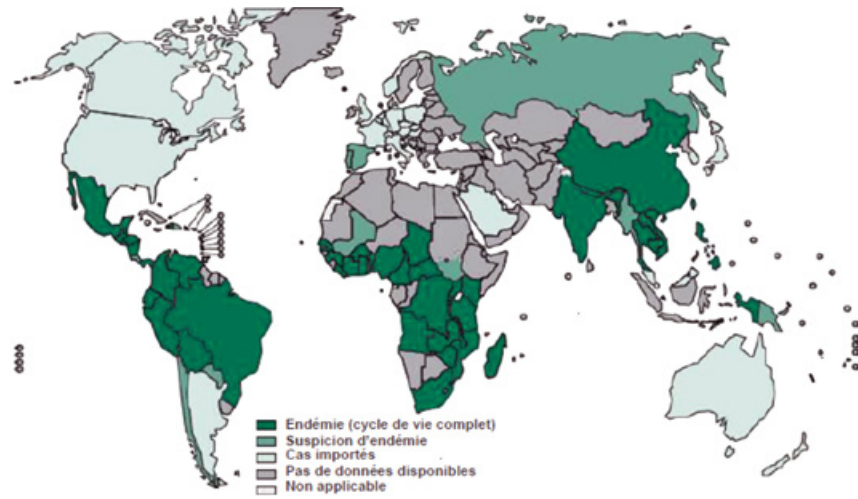 Endémie (cycle de vie complet)
Suspicion d'endémie
Cas importés
Pas de données disponibles
Non applicable